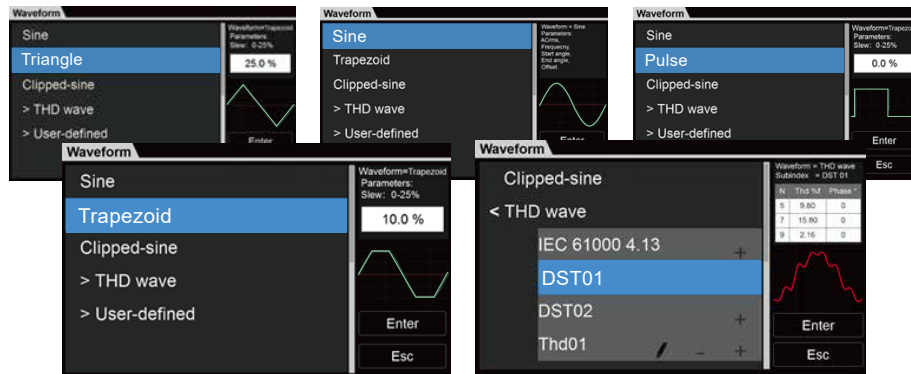 Waveform
Sine
Triangle
Clipped-sine
> THD wave
> User-defined
Waveform=Trapezoid
Parameters:
Slew: 0-25%
25.0 %
Enter
Waveform
Sine
Trapezoid
Clipped-sine
> THD wave
> User-defined
Waveform = Sine
Parameters:
ACrms,
Frequecny,
Start angle,
End angle,
Offset
Enter
Waveform
Sine
Pulse
Clipped-sine
> THD wave
> User-defined
Waveform=Trapezo
Parameters:
Slew: 0-25%
0.0 %
Enter
Esc
Waveform
Sine
Trapezoid
Clipped-sine
> THD wave
> User-defined
Waveform=Trapezoid
Parameters:
Slew: 0-25%
10.0 %
Enter
Esc
Waveform
Clipped-sine
< THD wave
IEC 61000 4.13 +
DST01
DST02 +
Thd01 - +
Waveform = THD wave
Subindex = DST 01
N Thd %f Phase °
5 9.80 0
7 15.80 0
9 2.16 0
Enter
Esc